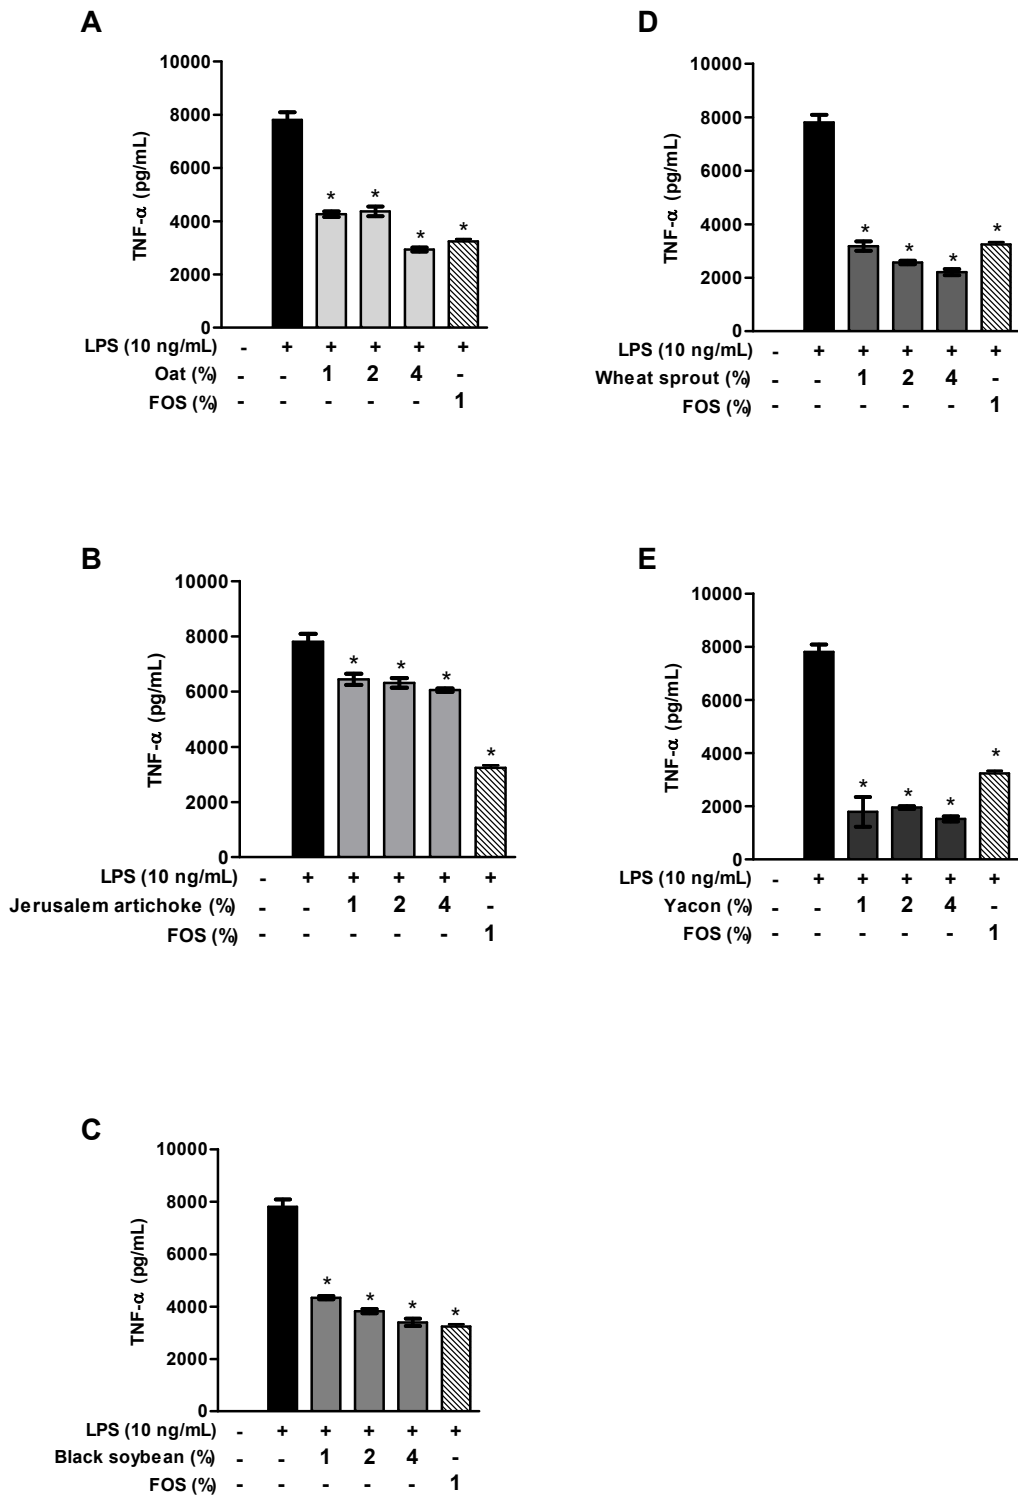 A
10000
8000
6000
4000
2000
0
TNF-α (pg/mL)
* * * *
LPS (10 ng/mL) - + + + + +
Oat (%) - - 1 2 4 -
FOS (%) - - - - - 1
D
10000
8000
6000
4000
2000
0
TNF-α (pg/mL)
* * * *
LPS (10 ng/mL) - + + + + +
Wheat sprout (%) - - 1 2 4 -
FOS (%) - - - - - 1
B
10000
8000
6000
4000
2000
0
TNF-α (pg/mL)
* * * *
LPS (10 ng/mL) - + + + + +
Jerusalem artichoke (%) - - 1 2 4 -
FOS (%) - - - - - 1
E
10000
8000
6000
4000
2000
0
TNF-α (pg/mL)
* * * *
LPS (10 ng/mL) - + + + + +
Yacon (%) - - 1 2 4 -
FOS (%) - - - - - 1
C
10000
8000
6000
4000
2000
0
TNF-α (pg/mL)
* * * *
LPS (10 ng/mL) - + + + + +
Black soybean (%) - - 1 2 4 -
FOS (%) - - - - - 1